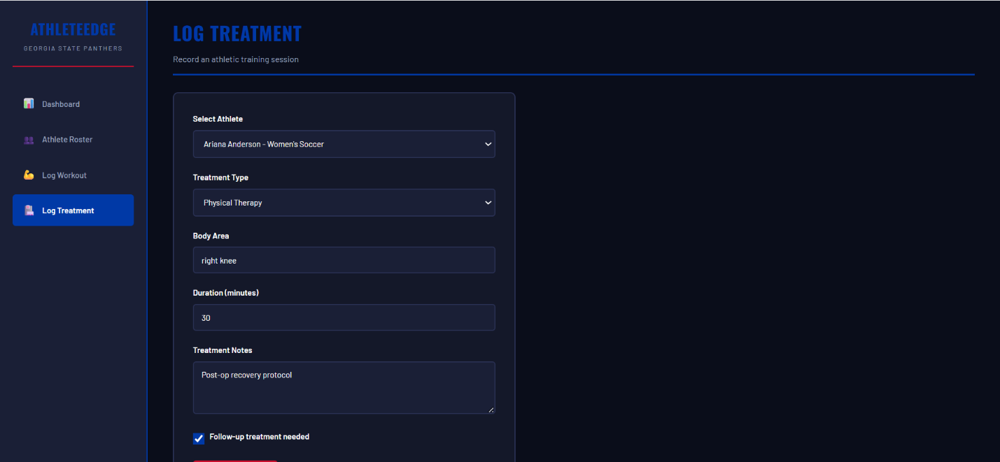 ATHLETEEDGE
GEORGIA STATE PANTHERS
Dashboard
Athlete Roster
Log Workout
Log Treatment
LOG TREATMENT
Record an athletic training session
Select Athlete
Ariana Anderson - Women's Soccer
Treatment Type
Physical Therapy
Body Area
right knee
Duration (minutes)
30
Treatment Notes
Post-op recovery protocol
Follow-up treatment needed